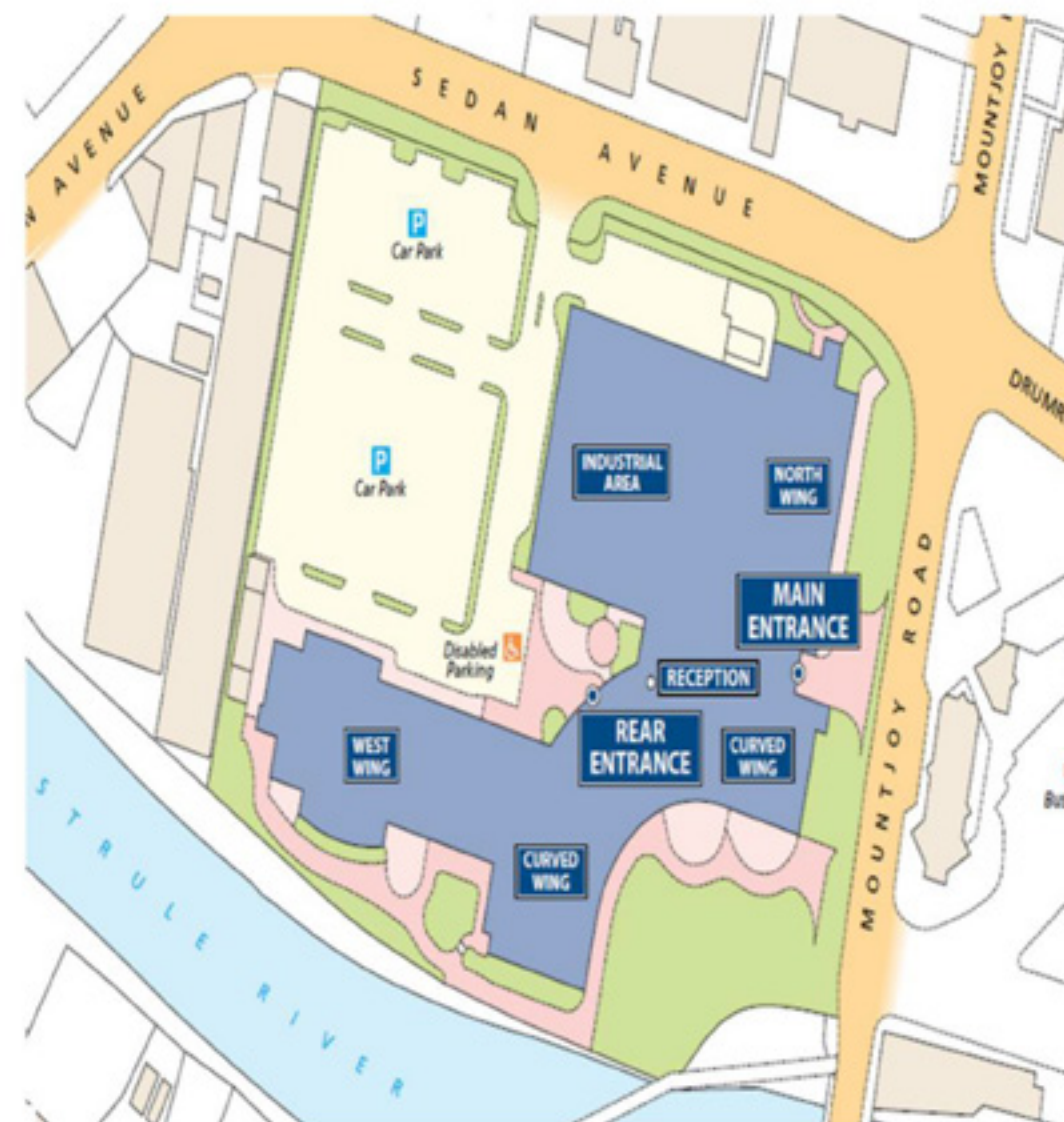 SEDAN AVENUE
AVENUE
MOUNTJOY
P
Car Park
P
Car Park
INDUSTRIAL
AREA
NORTH
WING
MAIN
ENTRANCE
Disabled
Parking
RECEPTION
REAR
ENTRANCE
CURVED
WING
WEST
WING
CURVED
WING
MOUNTJOY ROAD
STRULE RIVER